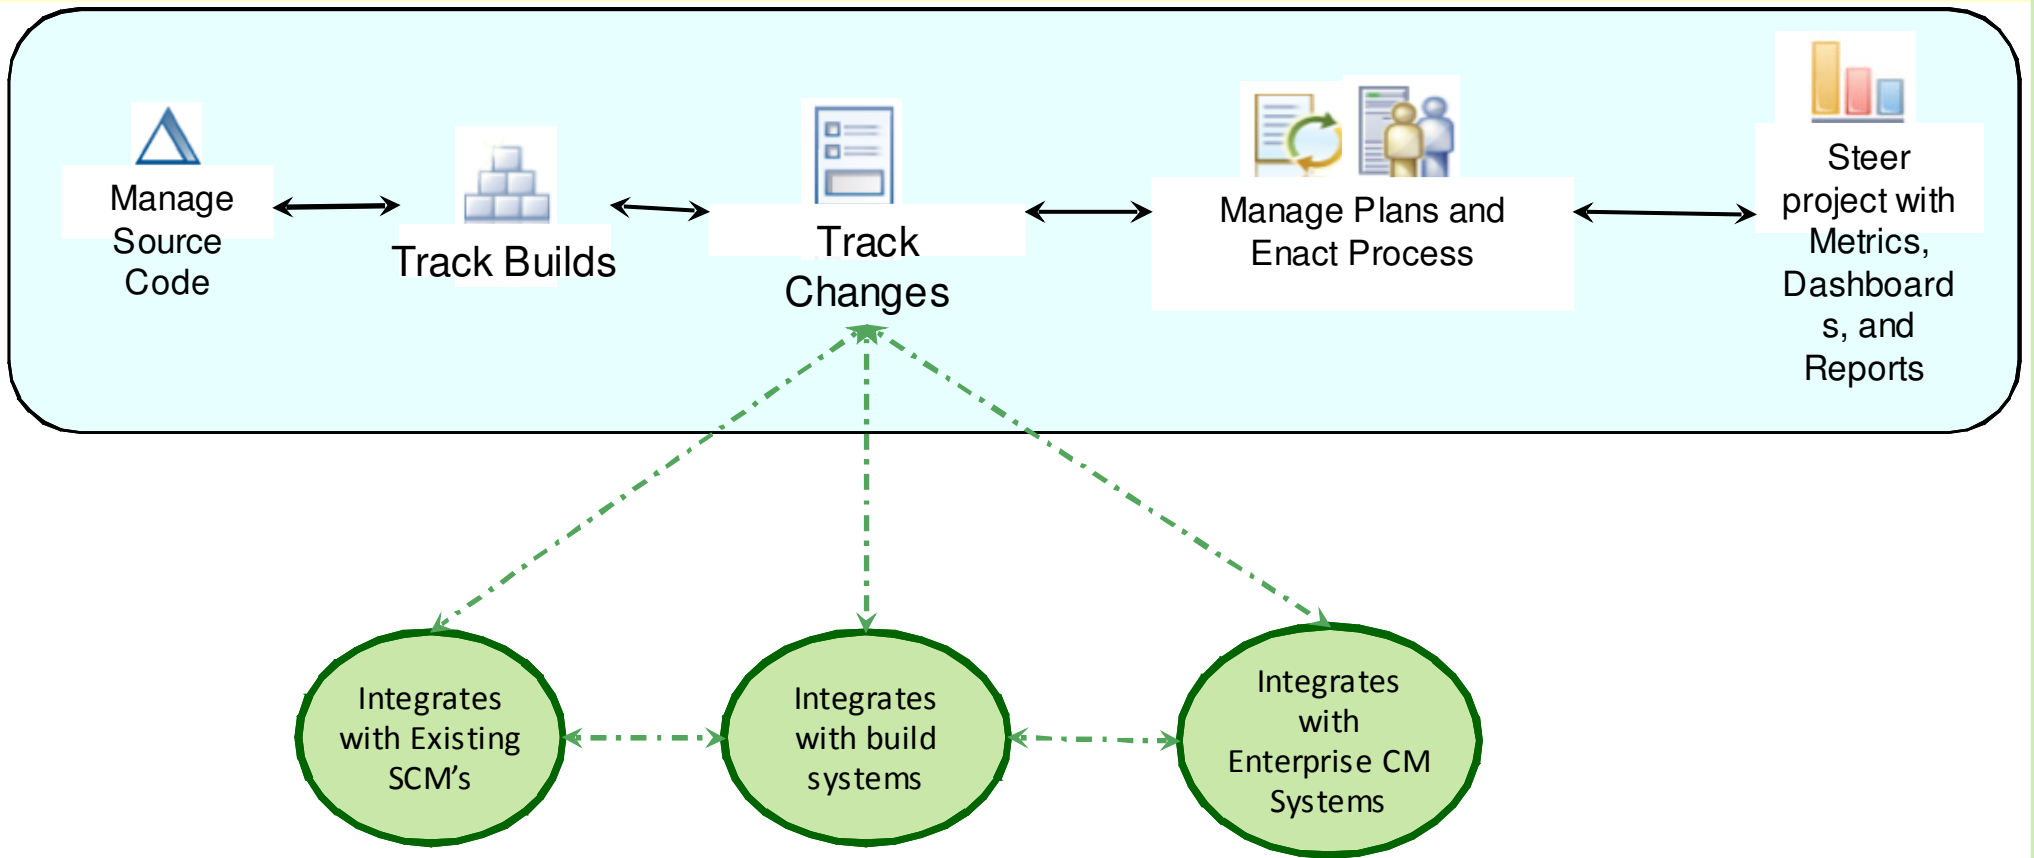 Manage
Source
Code
Track Builds
Track
Changes
Manage Plans and
Enact Process
Steer
project with
Metrics,
Dashboard
s, and
Reports
Integrates
with Existing
SCM’s
Integrates
with build
systems
Integrates
with
Enterprise CM
Systems